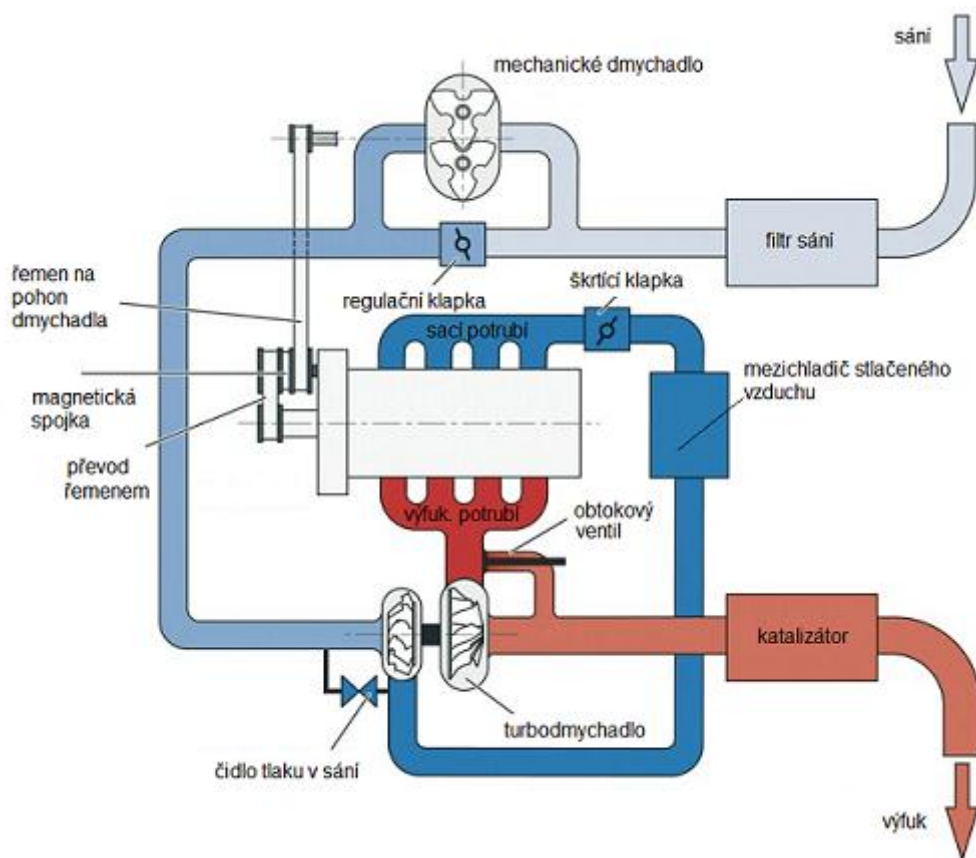 sání
mechanické dmychadlo
filtr sání
řemen na
pohon
dmychadla
regulační klapka
škrtící klapka
sací potrubí
mezichladič stlačeného
vzduchu
magnetická
spojka
převod
řemenem
výfuk. potrubí
obtokový
ventil
katalizátor
turbodmychadlo
čidlo tlaku v sání
výfuk